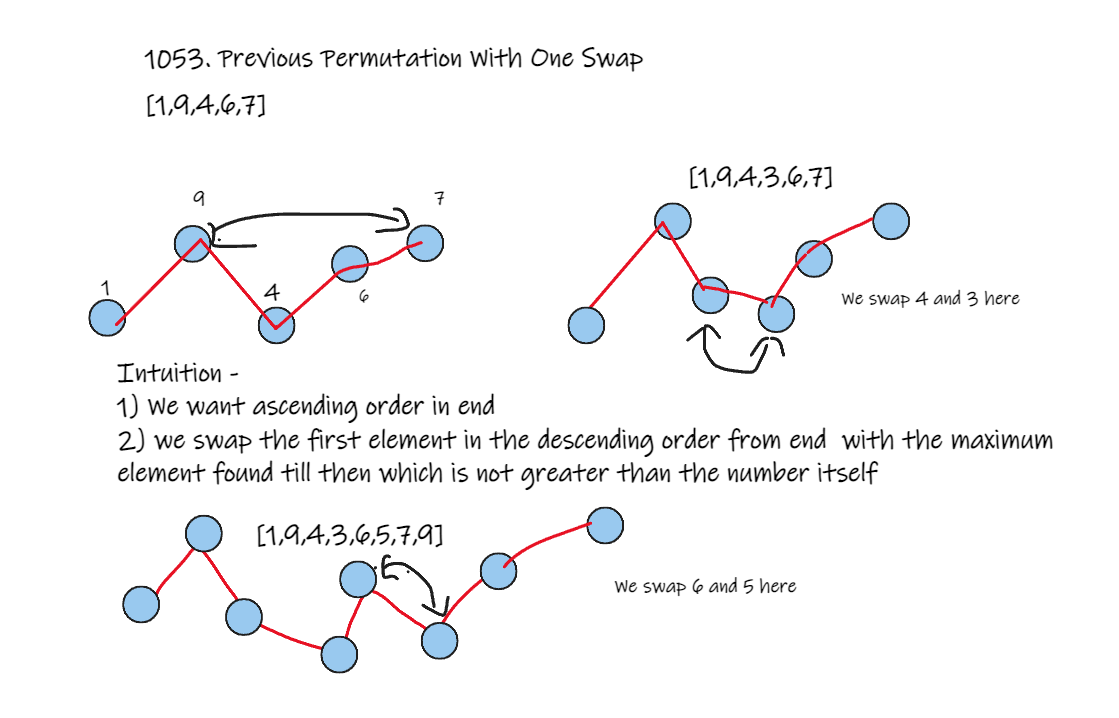 1053. Previous Permutation With One Swap
[1,9,4,6,7]
[1,9,4,3,6,7]
9
7
1
4
6
We swap 4 and 3 here
Intuition -
1) We want ascending order in end
2) we swap the first element in the descending order from end with the maximum
element found till then which is not greater than the number itself
[1,9,4,3,6,5,7,9]
We swap 6 and 5 here